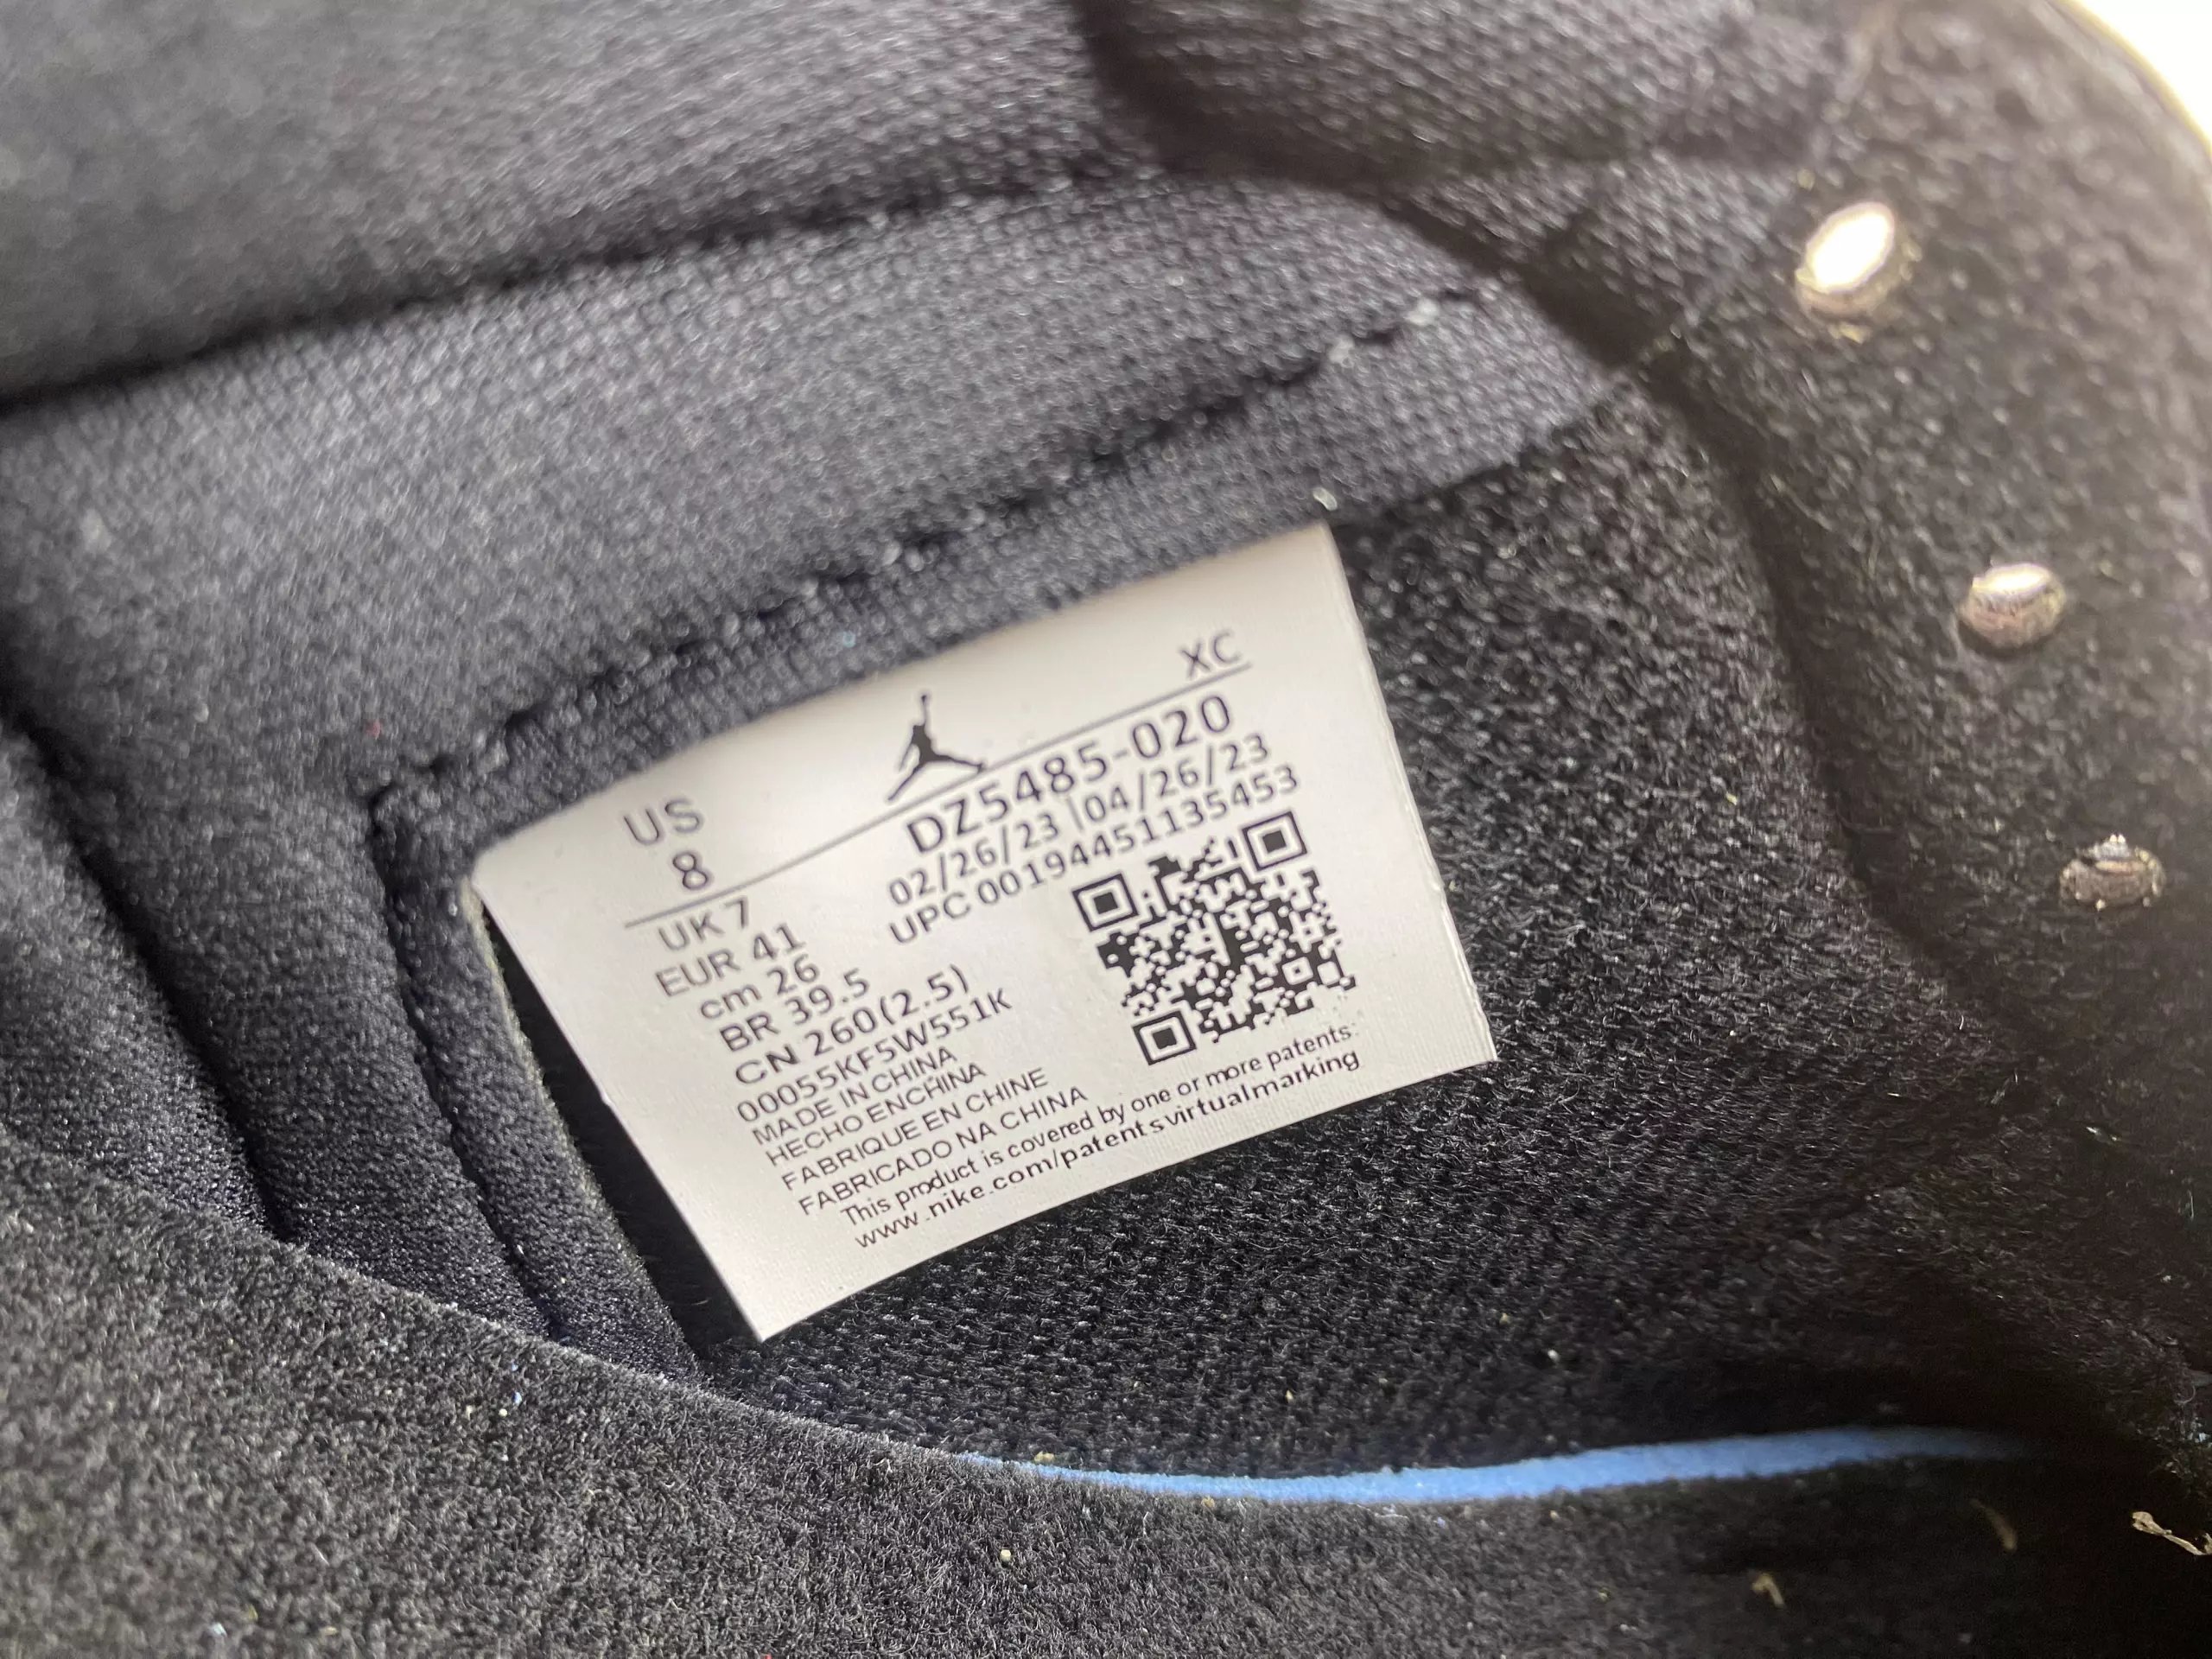 XC
US
8
DZ5485-020
02/26/23 |04/26/23
UPC 00194451135453
UK 7
EUR 41
cm 26
BR 39.5
CN 260(2.5)
00055KF5W551K
MADE IN CHINA
HECHO EN CHINA
FABRIQUE EN CHINE
FABRICADO NA CHINA
This product is covered by one or more patents:
www.nike.com/patentsvirtualmarking